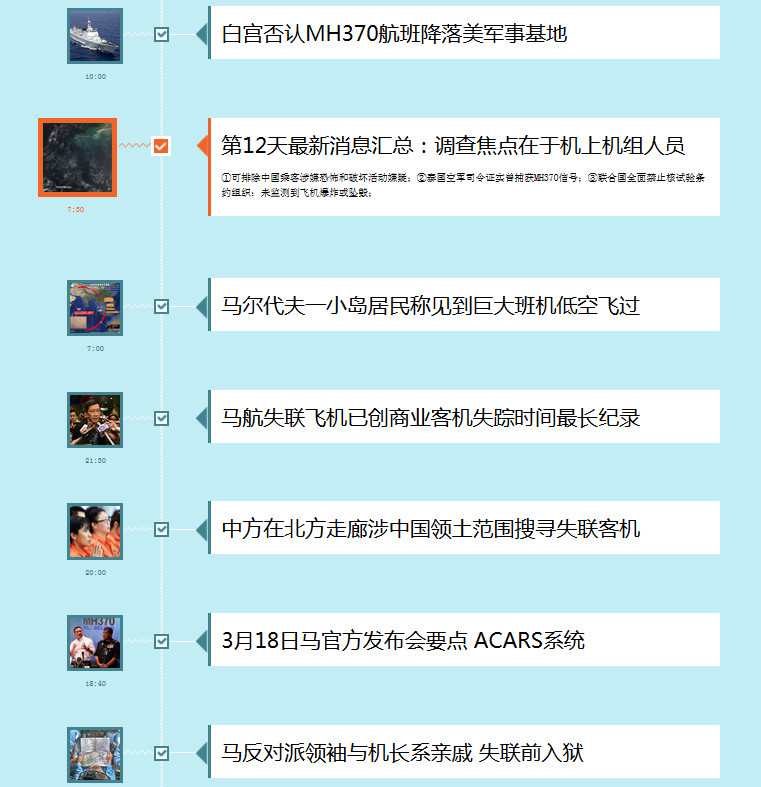 白宫否认MH370航班降落美军事基地
10:00
第12天最新消息汇总：调查焦点在于机上机组人员
①可排除中国乘客涉嫌恐怖和破坏活动嫌疑；②泰国空军司令证实曾捕获MH370信号；③联合国全面禁止核试验条
约组织：未监测到飞机爆炸或坠毁；
7:30
马尔代夫一小岛居民称见到巨大班机低空飞过
7:00
马航失联飞机已创商业客机失踪时间最长纪录
21:30
中方在北方走廊涉中国领土范围搜寻失联客机
20:00
MH370
3月18日马官方发布会要点 ACARS系统
18:40
马反对派领袖与机长系亲戚 失联前入狱